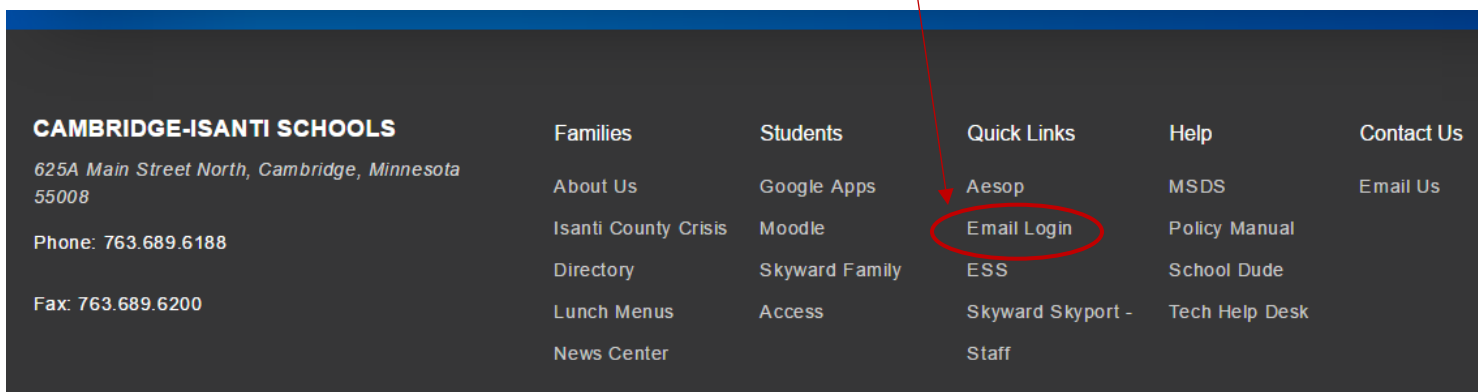 CAMBRIDGE-ISANTI SCHOOLS
625A Main Street North, Cambridge, Minnesota
55008
Phone: 763.689.6188
Fax: 763.689.6200
Families
About Us
Isanti County Crisis
Directory
Lunch Menus
News Center
Students
Google Apps
Moodle
Skyward Family
Access
Quick Links
Aesop
Email Login
ESS
Skyward Skyport -
Staff
Help
MSDS
Policy Manual
School Dude
Tech Help Desk
Contact Us
Email Us